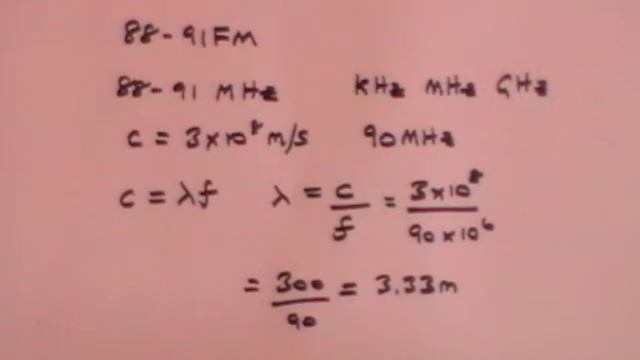 88-91FM
88-91 MHz KHz MHz GHz
c = 3×10⁸ m/s 90MHz
c = λf λ = c/f = 3×10⁸/90×10⁶
= 300/90 = 3.33m